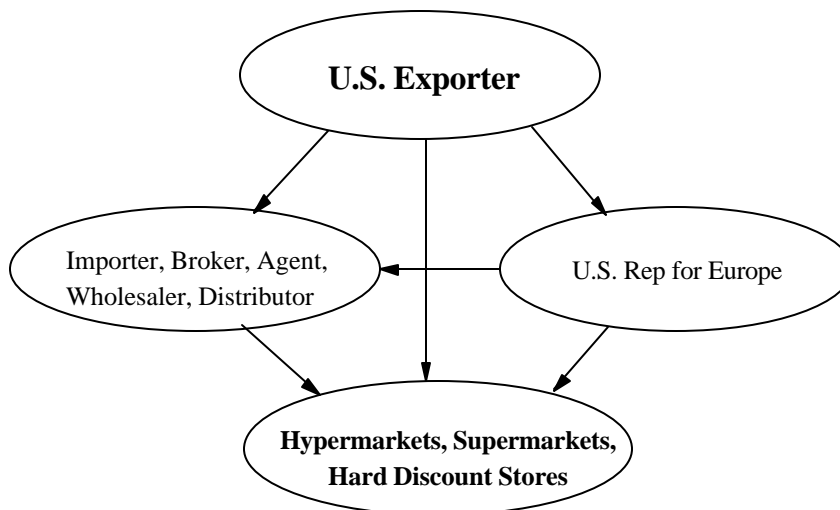 U.S. Exporter
Importer, Broker, Agent,
Wholesaler, Distributor
U.S. Rep for Europe
Hypermarkets, Supermarkets,
Hard Discount Stores